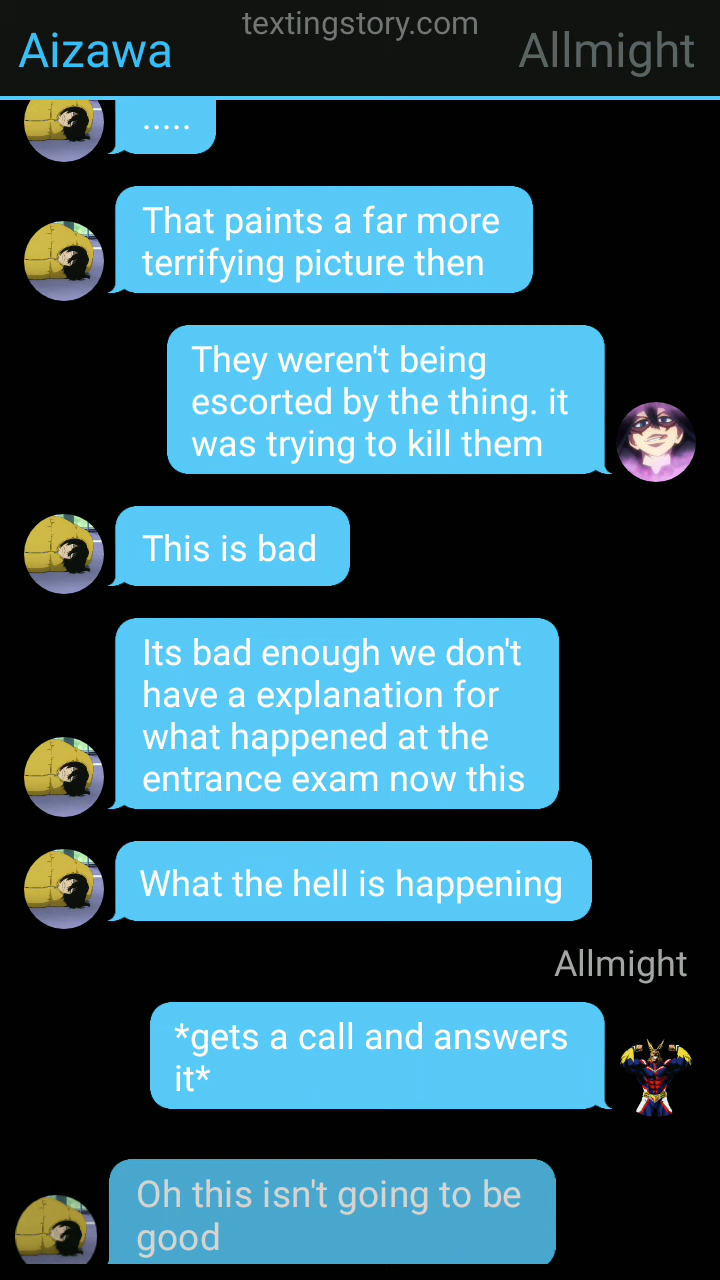 textingstory.com
Aizawa
Allmight
.....
That paints a far more
terrifying picture then
They weren't being
escorted by the thing. it
was trying to kill them
This is bad
Its bad enough we don't
have a explanation for
what happened at the
entrance exam now this
What the hell is happening
Allmight
*gets a call and answers
it*
Oh this isn't going to be
good